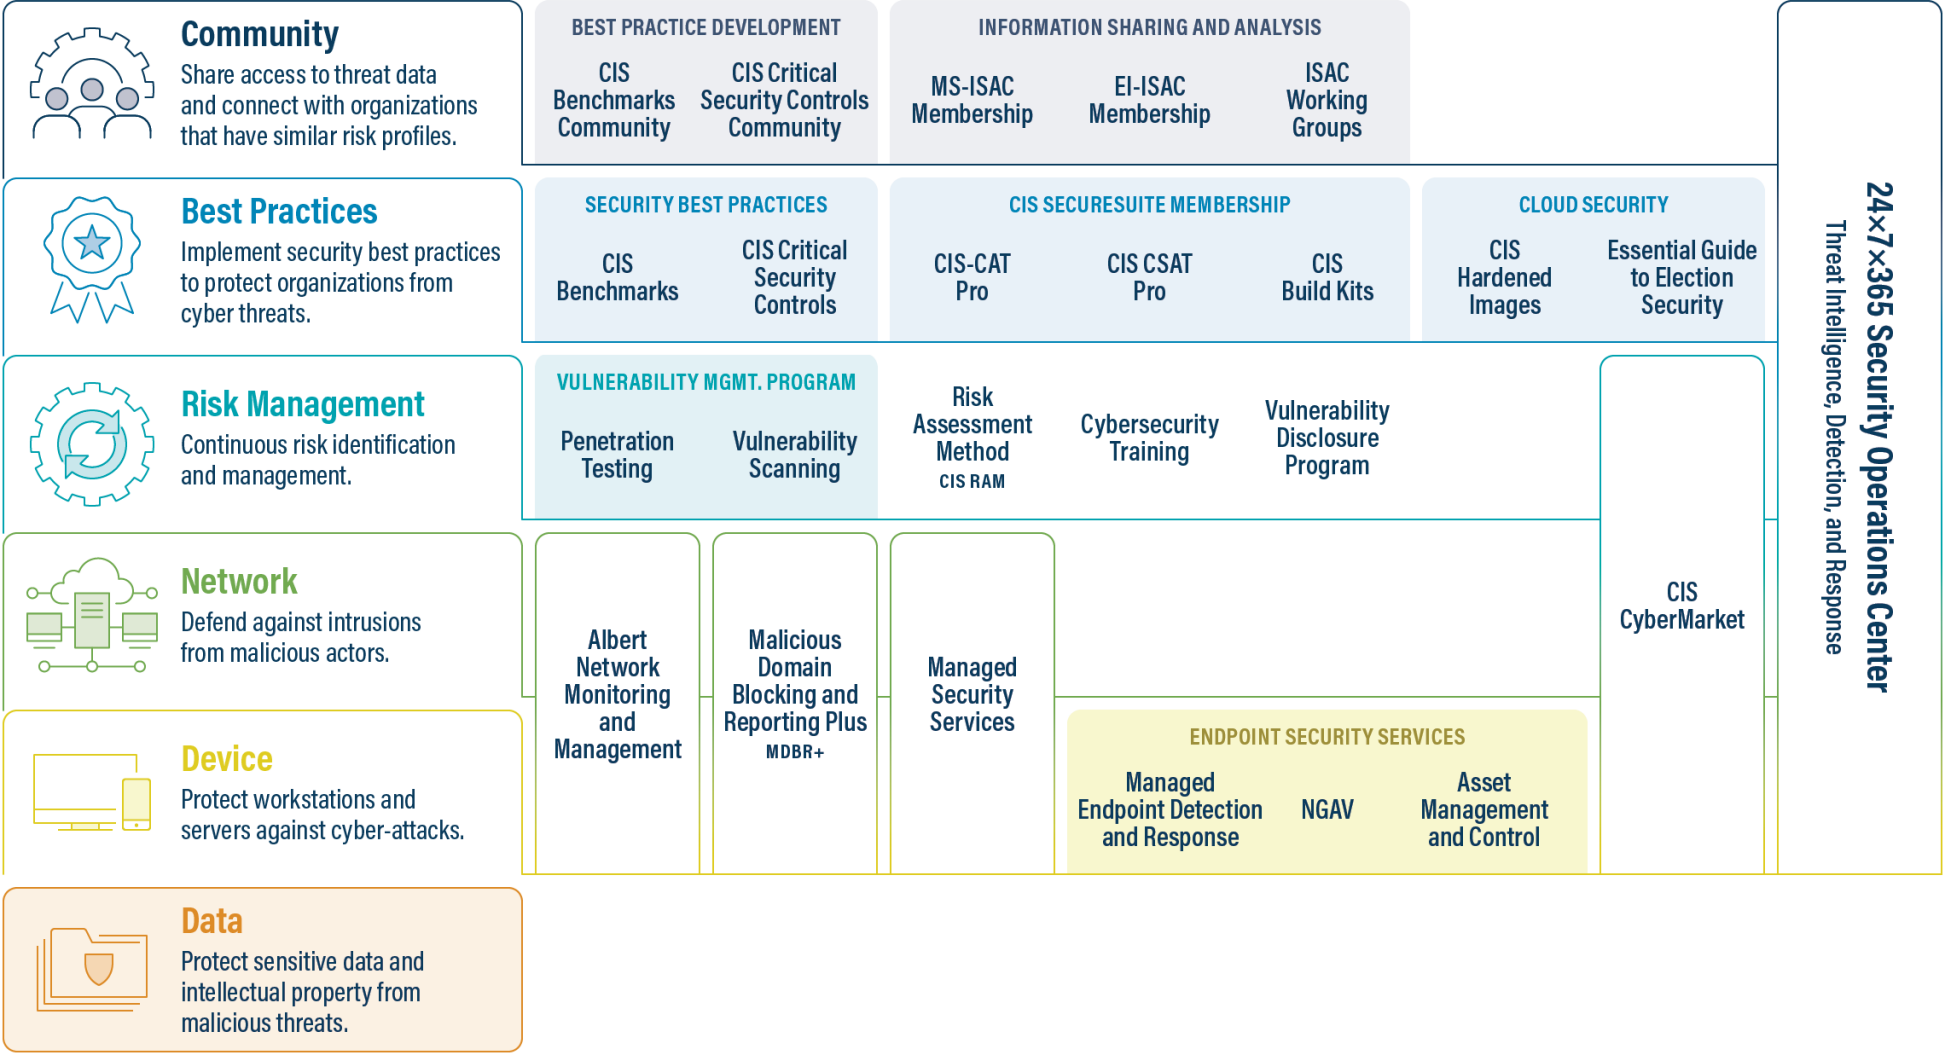 Community
Share access to threat data
and connect with organizations
that have similar risk profiles.
BEST PRACTICE DEVELOPMENT
CIS
Benchmarks
Community
CIS Critical
Security Controls
Community
INFORMATION SHARING AND ANALYSIS
MS-ISAC
Membership
EI-ISAC
Membership
ISAC
Working
Groups
Best Practices
Implement security best practices
to protect organizations from
cyber threats.
SECURITY BEST PRACTICES
CIS
Benchmarks
CIS Critical
Security
Controls
CIS SECURESUITE MEMBERSHIP
CIS-CAT
Pro
CIS CSAT
Pro
CIS
Build Kits
CLOUD SECURITY
CIS
Hardened
Images
Essential Guide
to Election
Security
Risk Management
Continuous risk identification
and management.
VULNERABILITY MGMT. PROGRAM
Penetration
Testing
Vulnerability
Scanning
Risk
Assessment
Method
CIS RAM
Cybersecurity
Training
Vulnerability
Disclosure
Program
Network
Defend against intrusions
from malicious actors.
Albert
Network
Monitoring
and
Management
Malicious
Domain
Blocking and
Reporting Plus
MDBR+
Managed
Security
Services
CIS
CyberMarket
Device
Protect workstations and
servers against cyber-attacks.
ENDPOINT SECURITY SERVICES
Managed
Endpoint Detection
and Response
NGAV
Asset
Management
and Control
Data
Protect sensitive data and
intellectual property from
malicious threats.
24×7×365 Security Operations Center
Threat Intelligence, Detection, and Response